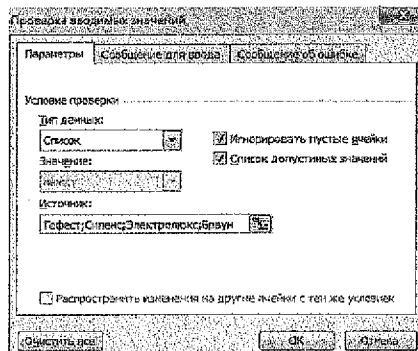 Проверка вводимых значений
Параметры Сообщение для ввода Сообщение об ошибке
Условие проверки
Тип данных:
Список Игнорировать пустые ячейки
Значение: Список допустимых значений
Источник:
Гефест;Сименс;Электролюкс;Браун
Распространить изменения на другие ячейки с тем же условием
Очистить все ОК Отмена